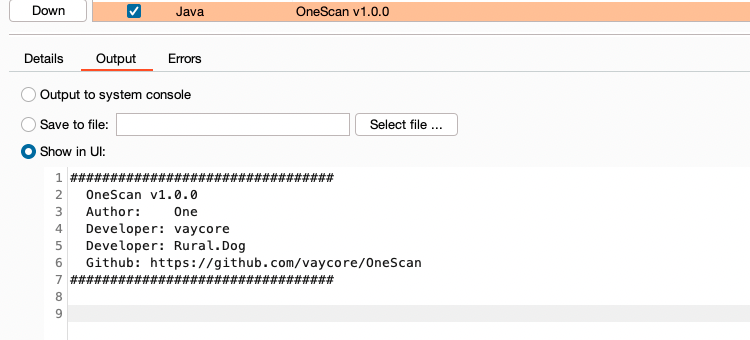 Down Java OneScan v1.0.0
Details Output Errors
Output to system console
Save to file: Select file ...
Show in UI:
1 #################################
2 OneScan v1.0.0
3 Author: One
4 Developer: vaycore
5 Developer: Rural.Dog
6 Github: https://github.com/vaycore/OneScan
7 #################################
8
9